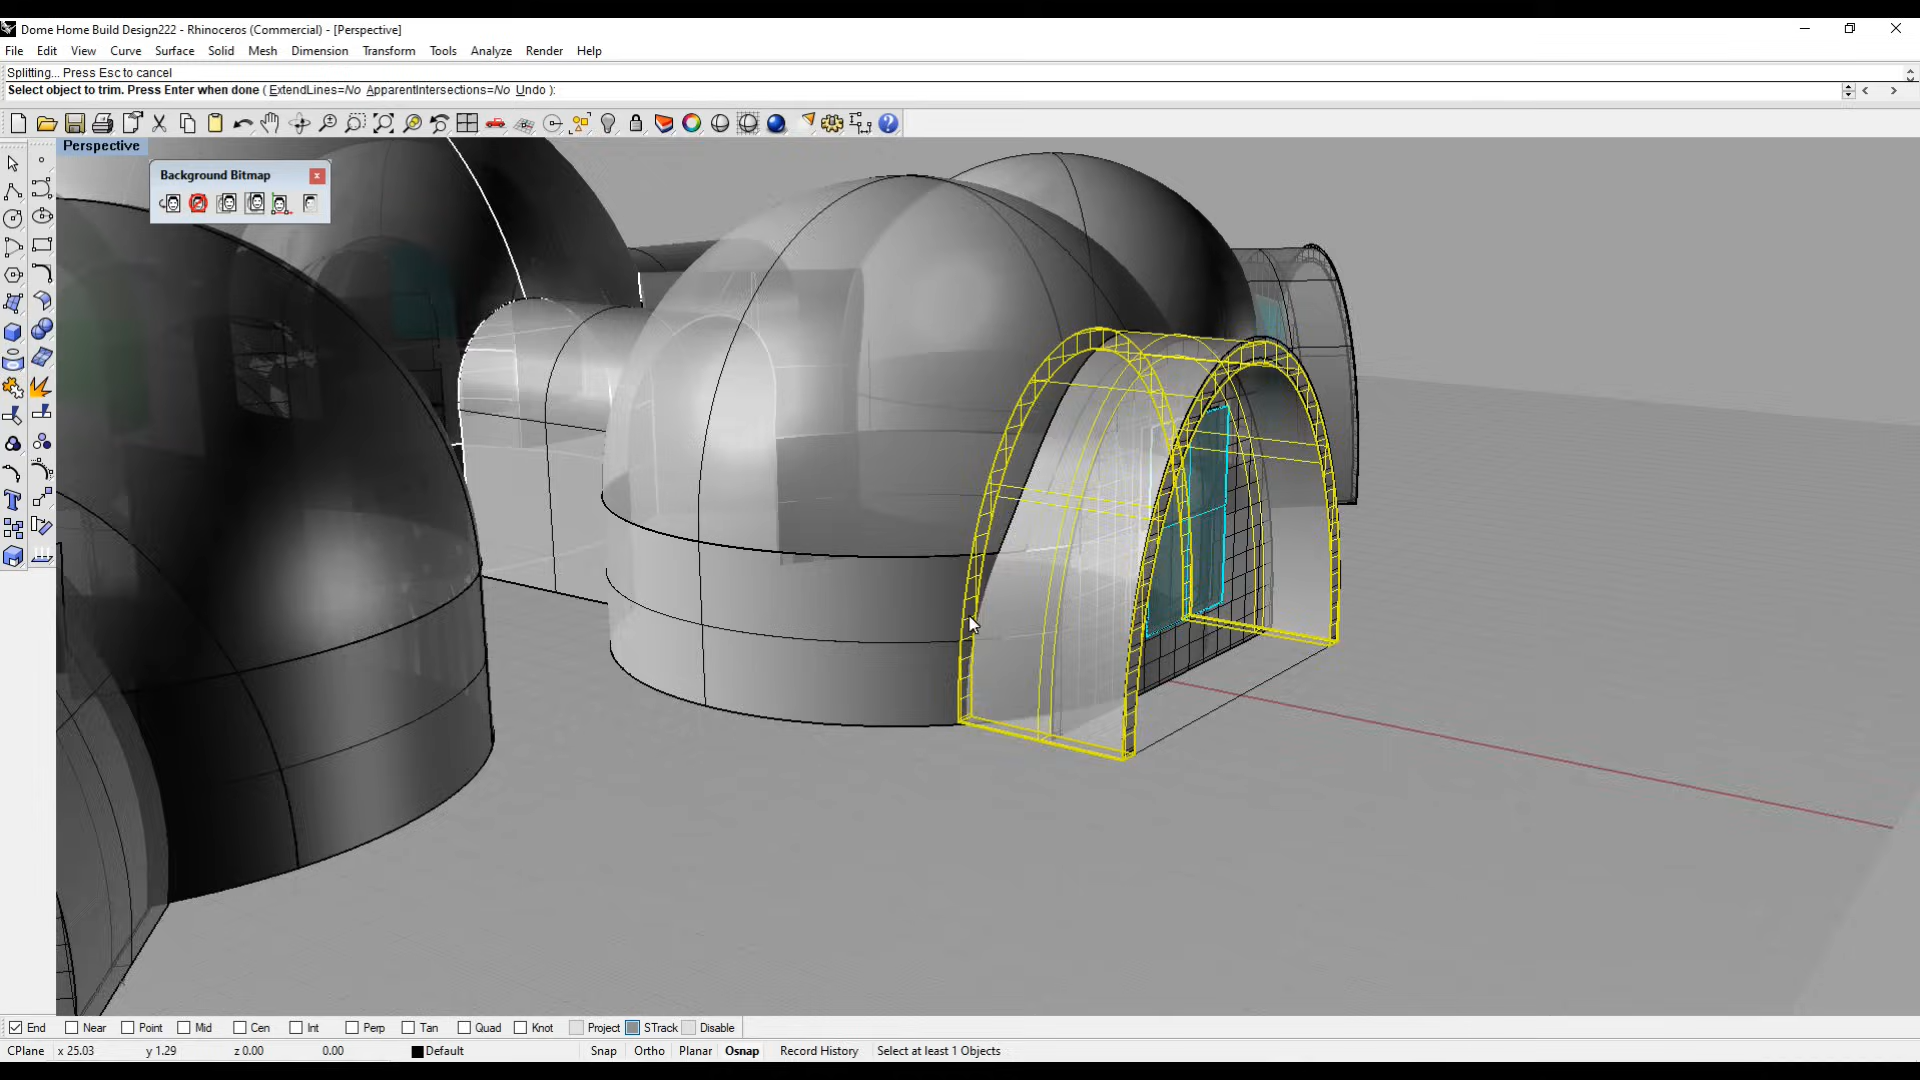 Dome Home Build Design222 - Rhinoceros (Commercial) - [Perspective]
File Edit View Curve Surface Solid Mesh Dimension Transform Tools Analyze Render Help
Splitting... Press Esc to cancel
Select object to trim. Press Enter when done ( ExtendLines=No ApparentIntersections=No Undo ):
Perspective
Background Bitmap
End Near Point Mid Cen Int Perp Tan Quad Knot Project STrack Disable
CPlane x 25.03 y 1.29 z 0.00 0.00 Default Snap Ortho Planar Osnap Record History Select at least 1 Objects